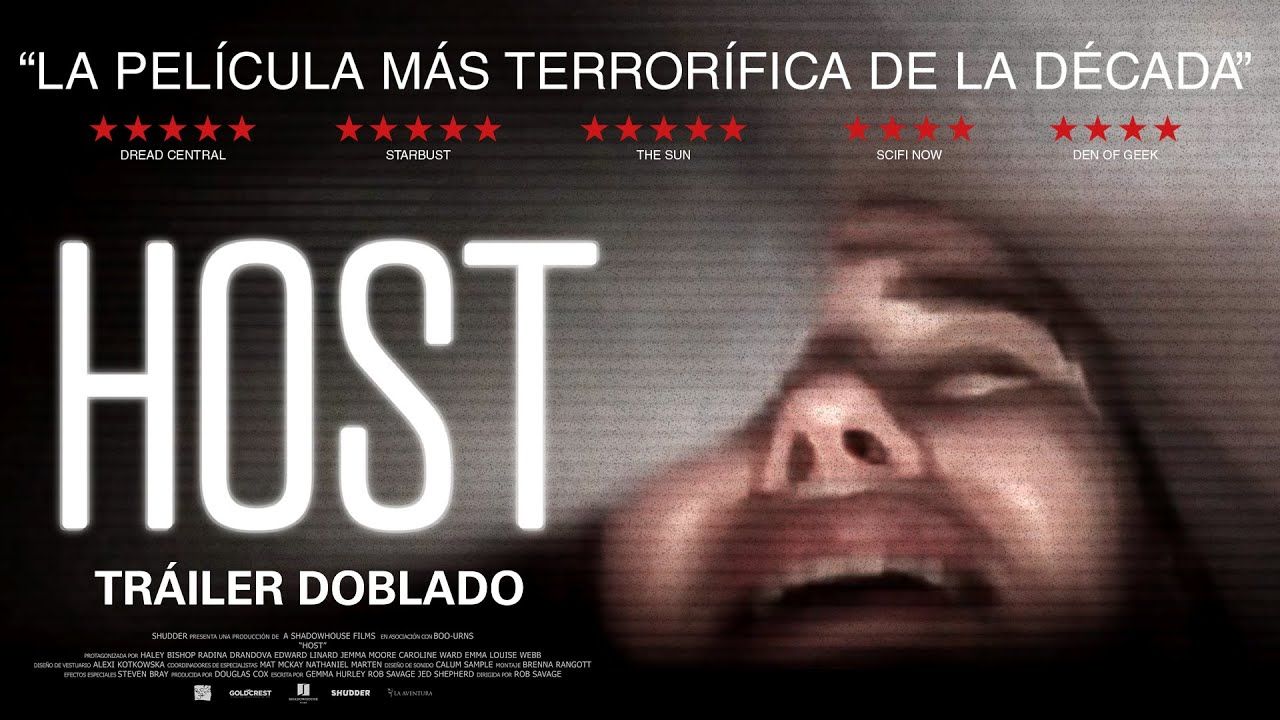 “LA PELÍCULA MÁS TERRORÍFICA DE LA DÉCADA”
DREAD CENTRAL
STARBUST
THE SUN
SCIFI NOW
DEN OF GEEK
HOST
TRÁILER DOBLADO
SHUDDER PRESENTA UNA PRODUCCIÓN DE A SHADOWHOUSE FILMS EN ASOCIACIÓN CON BOO-URNS
“HOST”
PROTAGONIZADA POR HALEY BISHOP RADINA DRANDOVA EDWARD LINARD JEMMA MOORE CAROLINE WARD EMMA LOUISE WEBB
DISEÑO DE VESTUARIO ALEXI KOTKOWSKA COORDINADORES DE ESPECIALISTAS MAT MCKAY NATHANIEL MARTEN DISEÑO DE SONIDO CALUM SAMPLE MONTAJE BRENNA RANGOTT
EFECTOS ESPECIALES STEVEN BRAY PRODUCIDA POR DOUGLAS COX ESCRITA POR GEMMA HURLEY ROB SAVAGE JED SHEPHERD DIRIGIDA POR ROB SAVAGE
GOLDCREST
SHADOWHOUSE
SHUDDER
LA AVENTURA